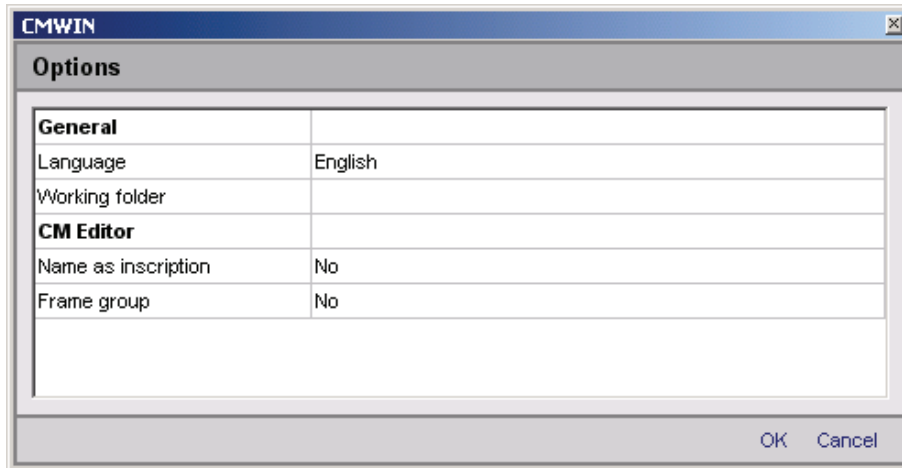 CMWIN
Options
General
Language English
Working folder
CM Editor
Name as inscription No
Frame group No
OK Cancel